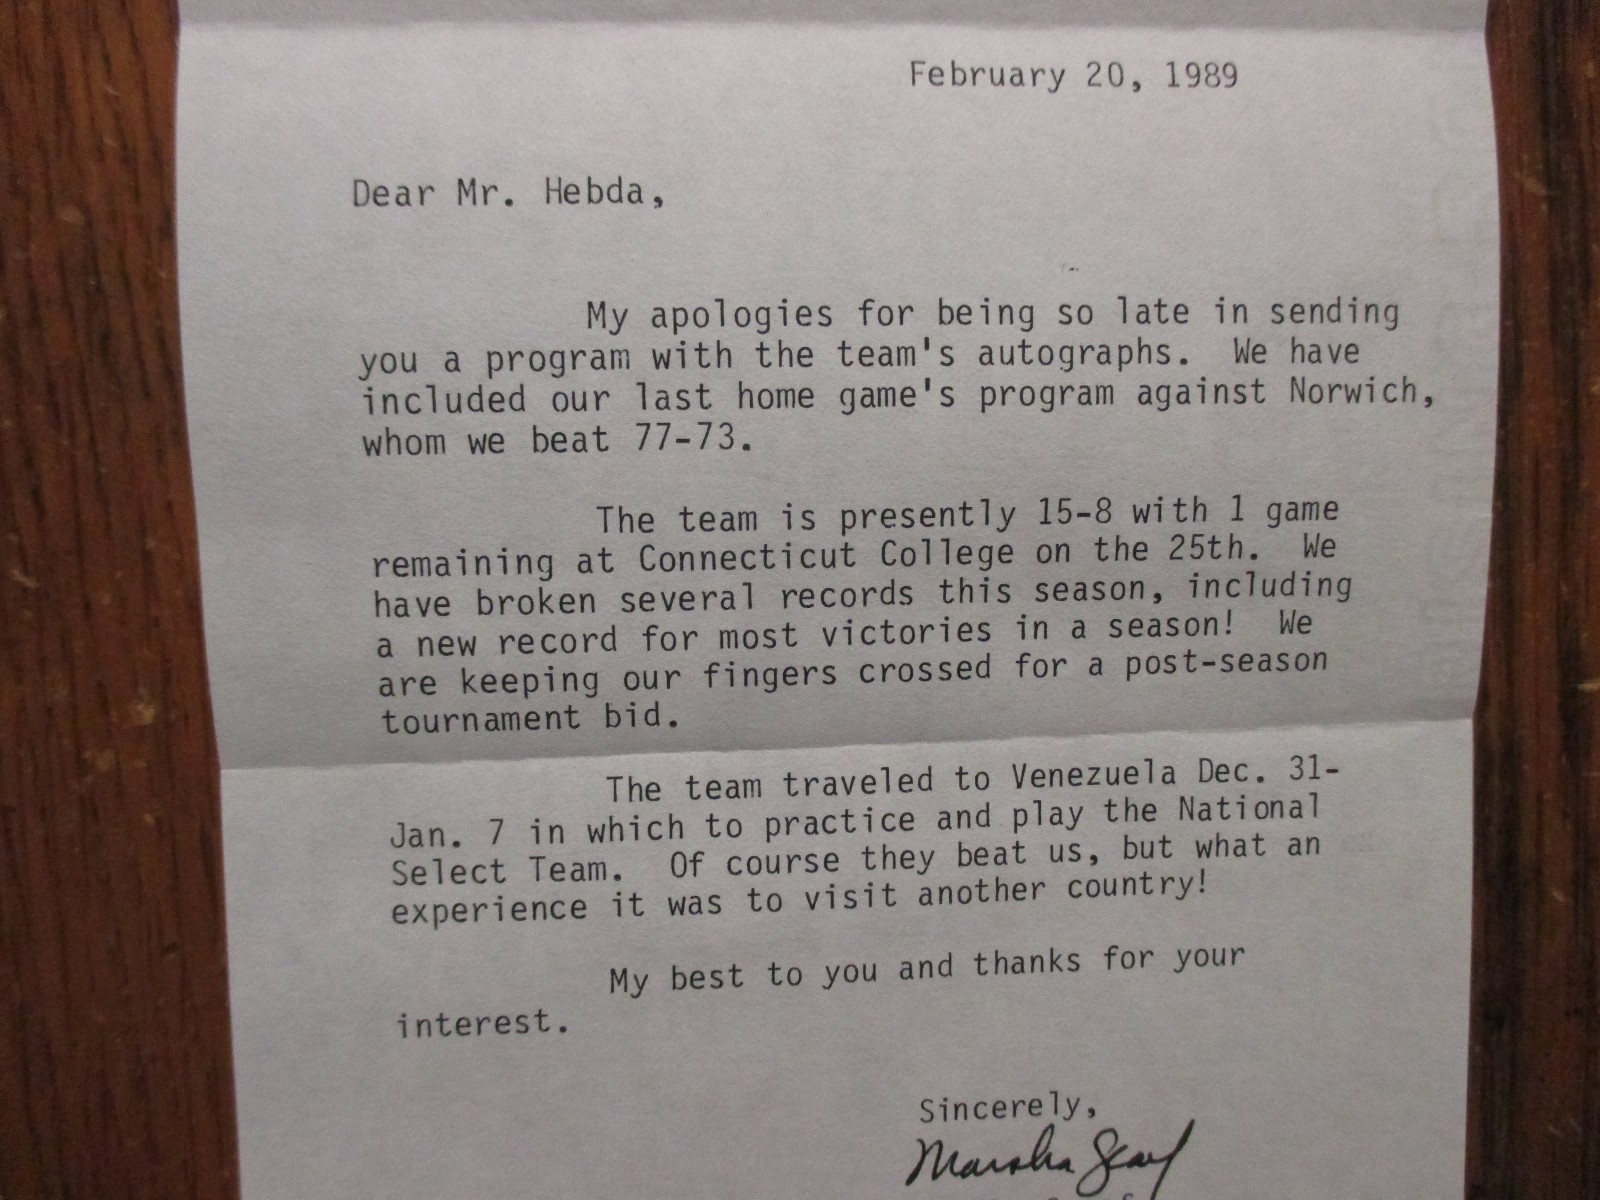 February 20, 1989
Dear Mr. Hebda,
My apologies for being so late in sending
you a program with the team's autographs. We have
included our last home game's program against Norwich,
whom we beat 77-73.
The team is presently 15-8 with 1 game
remaining at Connecticut College on the 25th. We
have broken several records this season, including
a new record for most victories in a season! We
are keeping our fingers crossed for a post-season
tournament bid.
The team traveled to Venezuela Dec. 31-
Jan. 7 in which to practice and play the National
Select Team. Of course they beat us, but what an
experience it was to visit another country!
My best to you and thanks for your
interest.
Sincerely,
Marsha